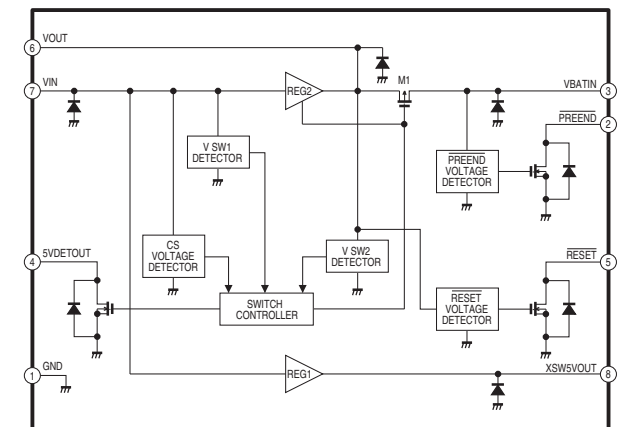 6 VOUT
7 VIN
REG2
M1
VBATIN 3
PREEND 2
V SW1
DETECTOR
PREEND
VOLTAGE
DETECTOR
CS
VOLTAGE
DETECTOR
V SW2
DETECTOR
4 5VDETOUT
RESET 5
SWITCH
CONTROLLER
RESET
VOLTAGE
DETECTOR
1 GND
REG1
XSW5VOUT 8